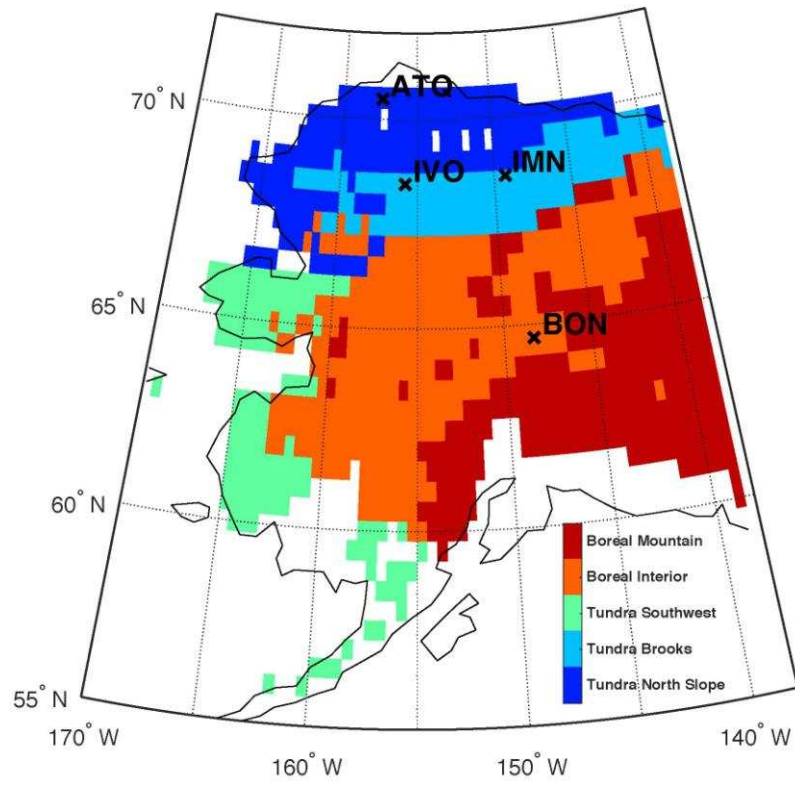 ATQ
70° N
IVO
IMN
65° N
BON
60° N
Boreal Mountain
Boreal Interior
Tundra Southwest
Tundra Brooks
Tundra North Slope
55° N
170° W
160° W
150° W
140° W